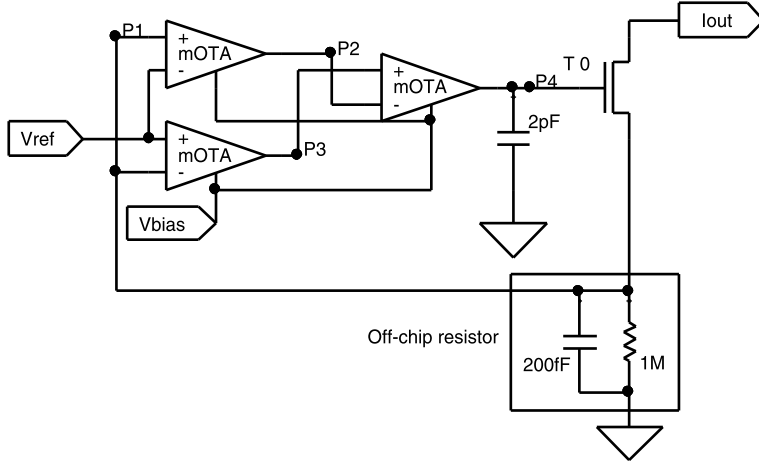 P1
Iout
+
mOTA
-
P2
T 0
+
mOTA
-
P4
2pF
Vref
+
mOTA
-
P3
Vbias
Off-chip resistor
200fF
1M